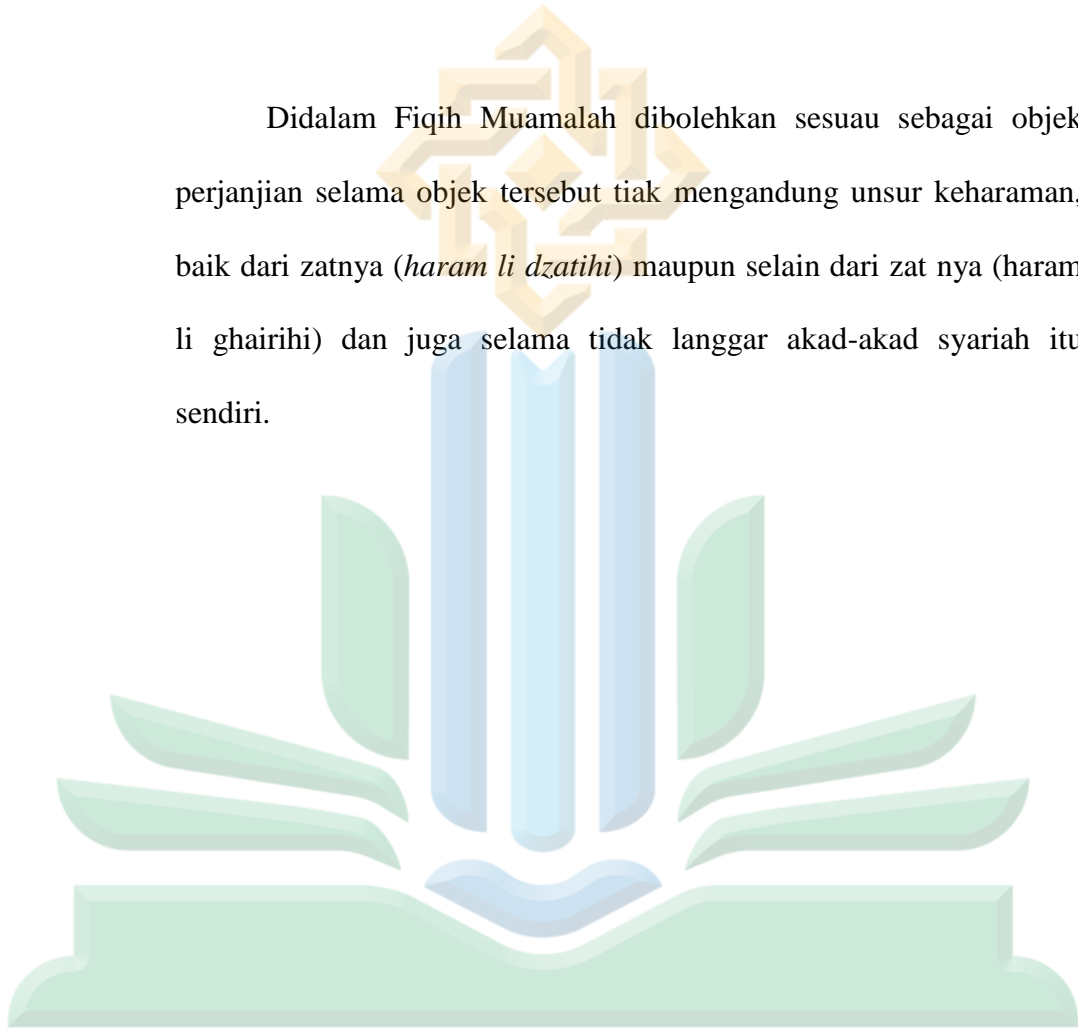 Didalam Fiqih Muamalah dibolehkan sesuau sebagai objek
perjanjian selama objek tersebut tiak mengandung unsur keharaman,
baik dari zatnya (haram li dzatihi) maupun selain dari zat nya (haram
li ghairihi) dan juga selama tidak langgar akad-akad syariah itu
sendiri.